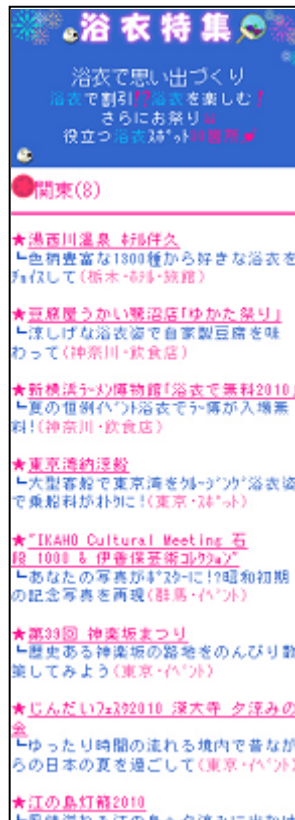 浴衣特集
浴衣で思い出づくり
浴衣で割引!?浴衣を楽しむ!
さらにお祭り
役立つ浴衣ｽﾎﾟｯﾄ
関東(8)
★湯西川温泉 ﾎﾃﾙ伴久
┗色柄豊富な1300種から好きな浴衣を
ﾁｮｲｽして(栃木･ﾎﾃﾙ･旅館)
★豆腐屋うかい鷺沼店｢ゆかた祭り｣
┗涼しげな浴衣姿で自家製豆腐を味
わって(神奈川･飲食店)
★新横浜ﾗｰﾒﾝ博物館｢浴衣で無料2010｣
┗夏の恒例ｲﾍﾞﾝﾄ浴衣でﾗｰ博が入場無
料!(神奈川･飲食店)
★東京湾納涼船
┗大型客船で東京湾をｸﾙｰｼﾞﾝｸﾞ浴衣姿
で乗船料がおﾄｸに!(東京･ｽﾎﾟｯﾄ)
★"IKAHO Cultural Meeting 石
段 1000 & 伊香保芸術ｺﾚｸｼｮﾝ"
┗あなたの写真がﾎﾟｽﾀｰに!?昭和初期
の記念写真を再現(群馬･ｲﾍﾞﾝﾄ)
★第39回 神楽坂まつり
┗歴史ある神楽坂の路地をのんびり散
策してみよう(東京･ｲﾍﾞﾝﾄ)
★じんだいﾌｪｽﾀ2010 深大寺 夕涼みの
会
┗ゆったり時間の流れる境内で昔なが
らの日本の夏を過ごして(東京･ｲﾍﾞﾝﾄ)
★江の島灯籠2010